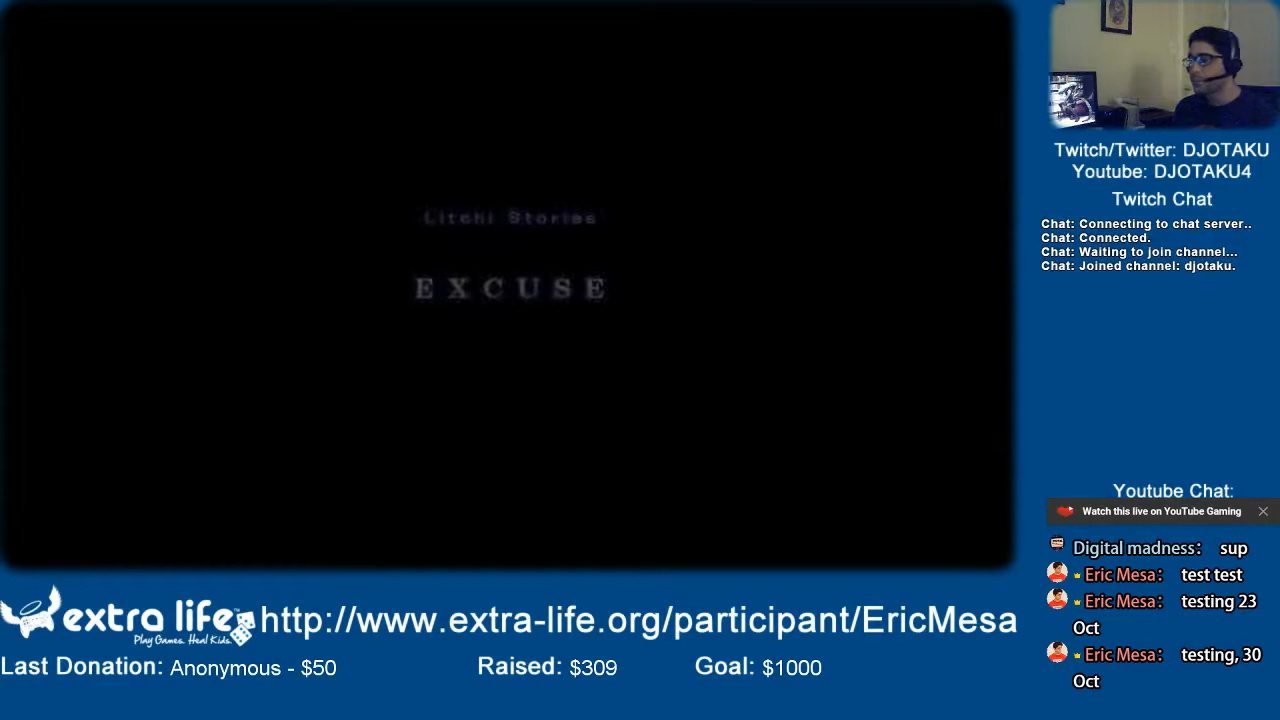 Litchi Stories
EXCUSE
Twitch/Twitter: DJOTAKU
Youtube: DJOTAKU4
Twitch Chat
Chat: Connecting to chat server..
Chat: Connected.
Chat: Waiting to join channel...
Chat: Joined channel: djotaku.
Youtube Chat:
Watch this live on YouTube Gaming
Digital madness: sup
Eric Mesa: test test
Eric Mesa: testing 23
Oct
Eric Mesa: testing, 30
Oct
extra life
Play Games. Heal Kids.
http://www.extra-life.org/participant/EricMesa
Last Donation: Anonymous - $50 Raised: $309 Goal: $1000